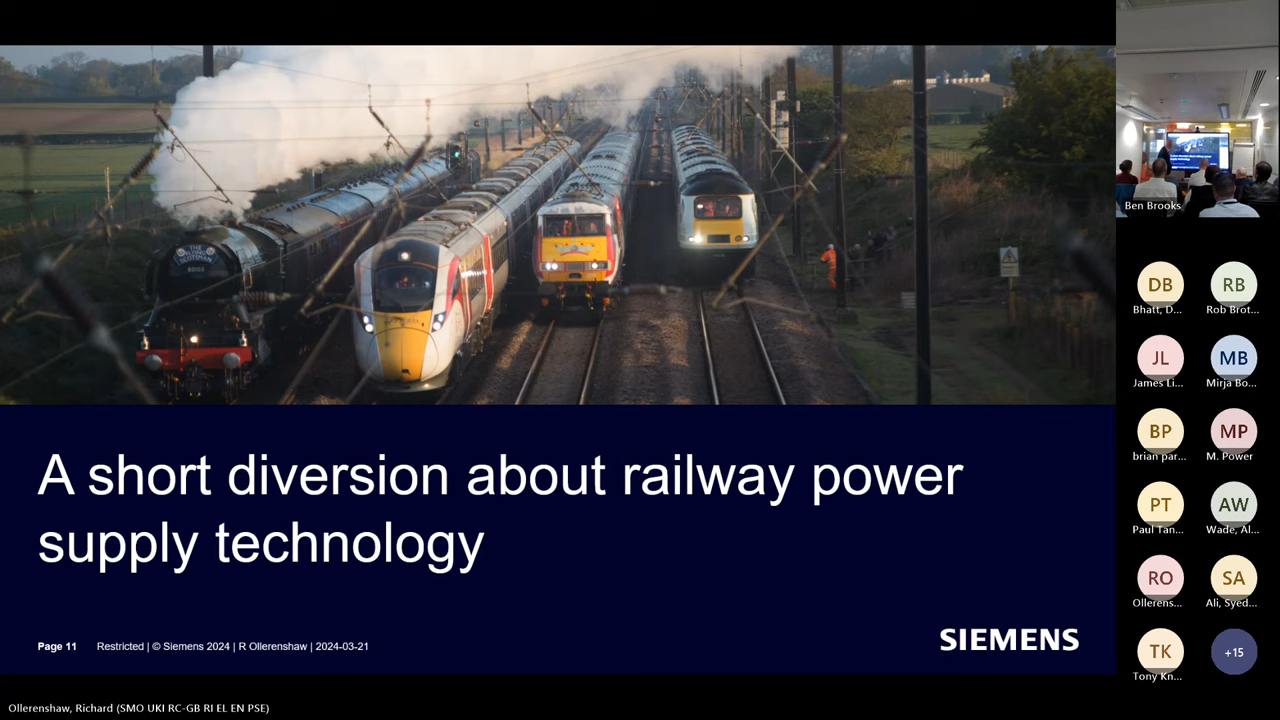 THE
FLYING
SCOTSMAN
60103
A short diversion about railway power
supply technology
Page 11 Restricted | © Siemens 2024 | R Ollerenshaw | 2024-03-21
SIEMENS
Ben Brooks
DB
Bhatt, D...
RB
Rob Brot...
JL
James Li...
MB
Mirja Bo...
BP
brian par...
MP
M. Power
PT
Paul Tan...
AW
Wade, Al...
RO
Ollerens...
SA
Ali, Syed...
TK
Tony Kn...
+15
Ollerenshaw, Richard (SMO UKI RC-GB RI EL EN PSE)